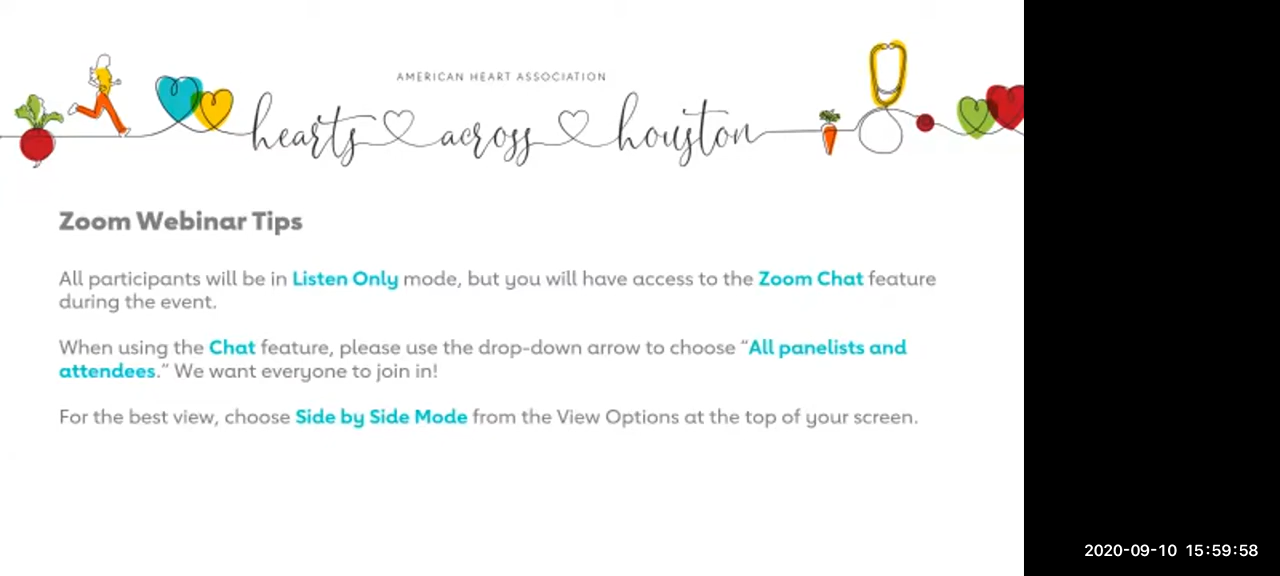 AMERICAN HEART ASSOCIATION
hearts across houston
Zoom Webinar Tips
All participants will be in Listen Only mode, but you will have access to the Zoom Chat feature
during the event.
When using the Chat feature, please use the drop-down arrow to choose “All panelists and
attendees.” We want everyone to join in!
For the best view, choose Side by Side Mode from the View Options at the top of your screen.
2020-09-10 15:59:58